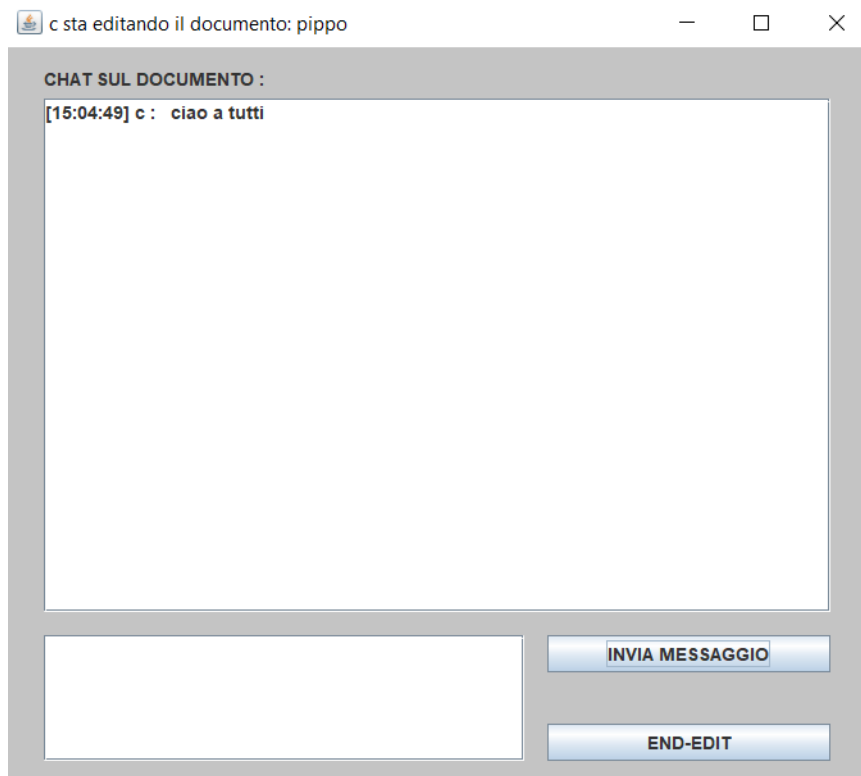 c sta editando il documento: pippo
CHAT SUL DOCUMENTO :
[15:04:49] c :   ciao a tutti
INVIA MESSAGGIO
END-EDIT